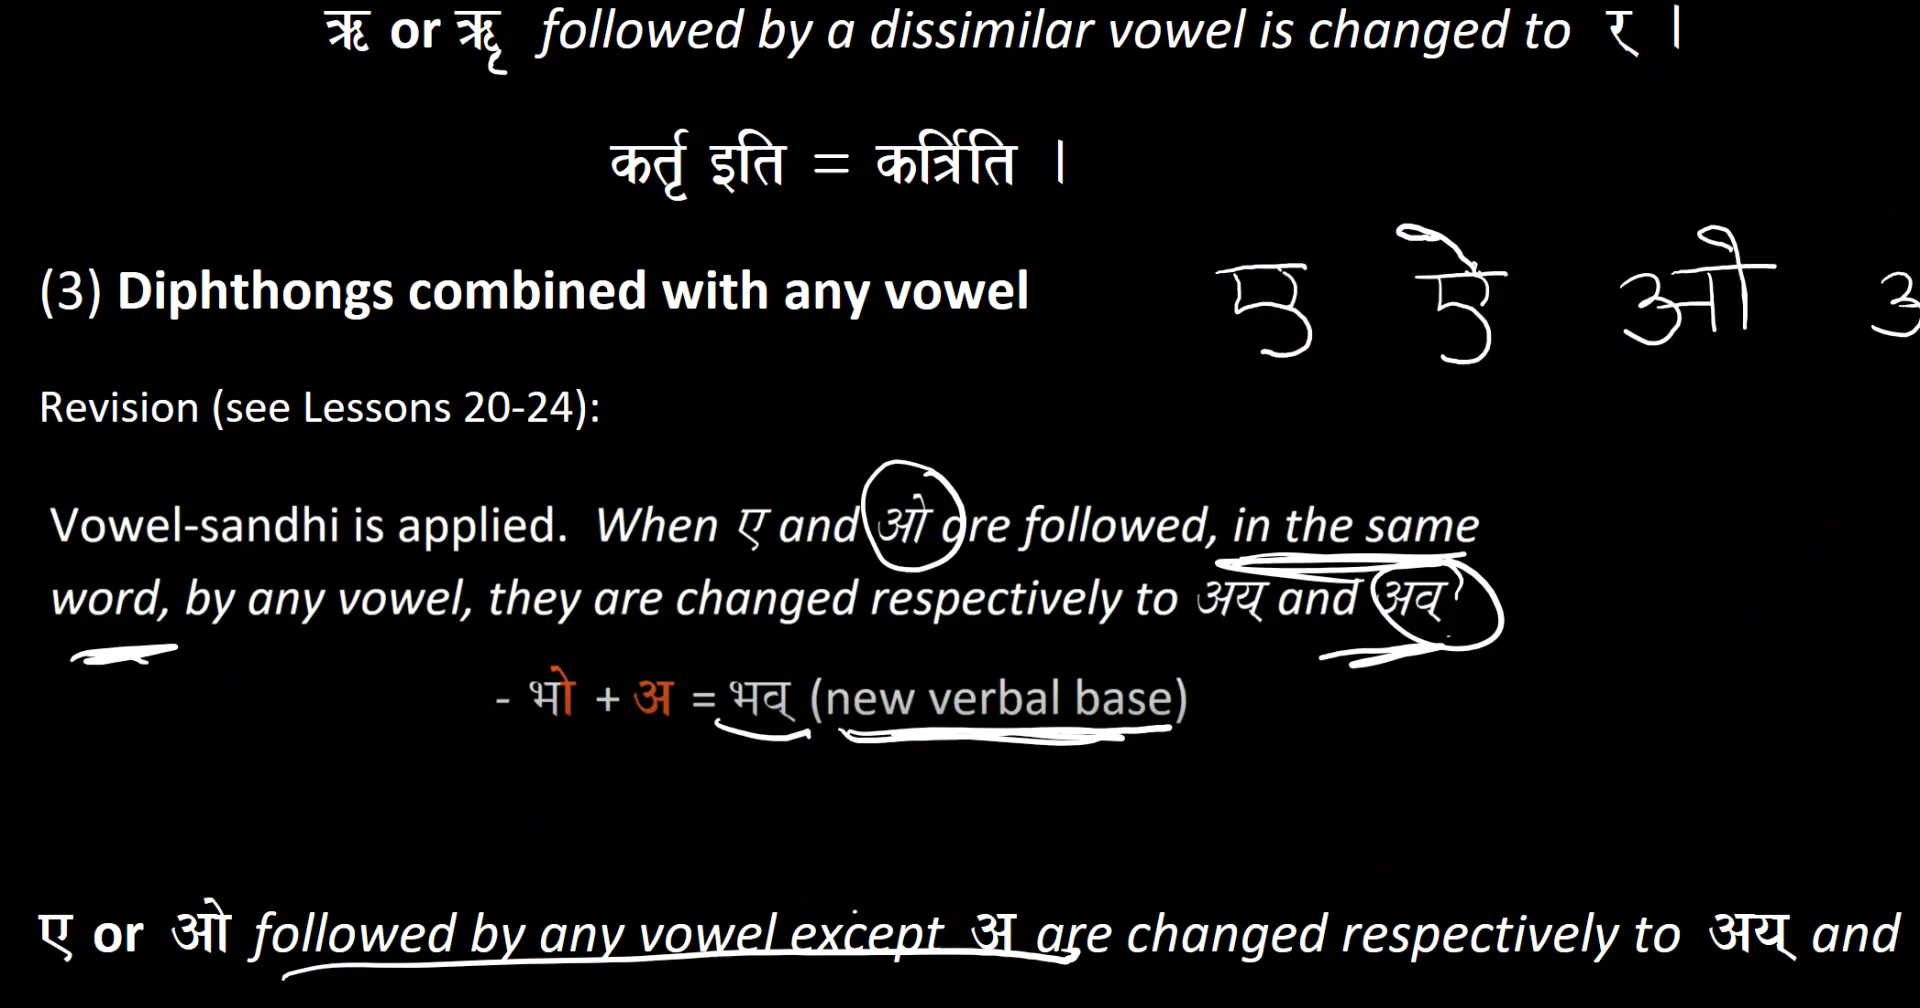 ऋ or ॠ followed by a dissimilar vowel is changed to र् ।
कर्तृ इति = कर्त्रिति ।
(3) Diphthongs combined with any vowel
ए ऐ ओ
Revision (see Lessons 20-24):
Vowel-sandhi is applied. When ए and ओ are followed, in the same
word, by any vowel, they are changed respectively to अय् and अव्
- भो + अ = भव् (new verbal base)
ए or ओ followed by any vowel except अ are changed respectively to अय् and